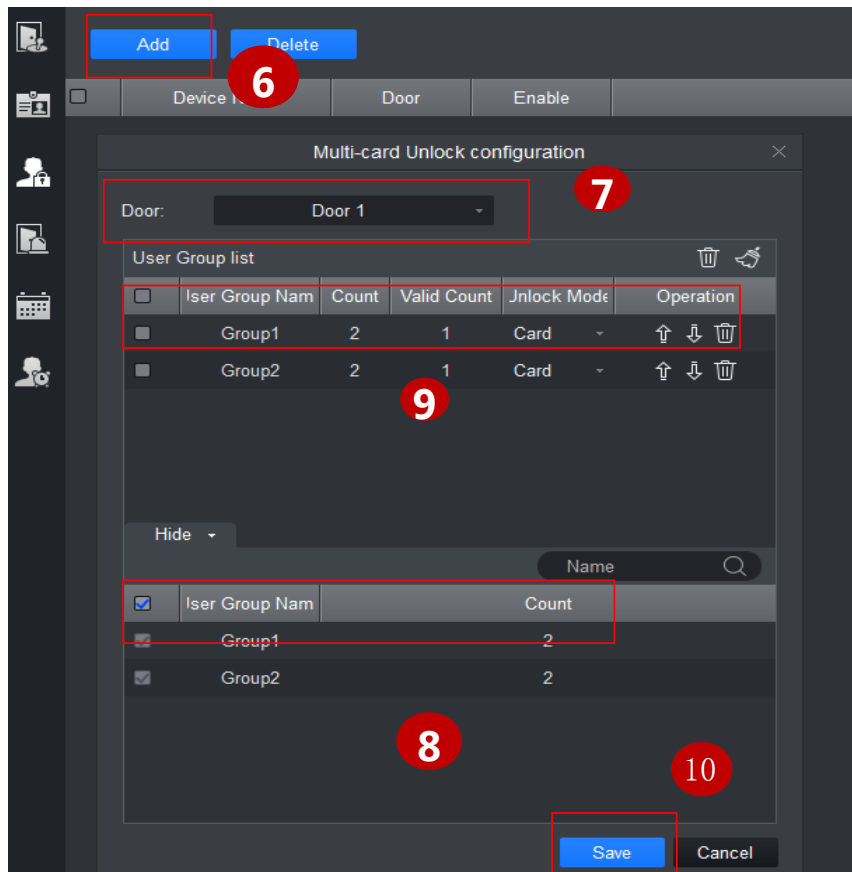 Add Delete
6
Device Door Enable
Multi-card Unlock configuration
7
Door: Door 1
User Group list
ser Group Nam Count Valid Count Unlock Mode Operation
Group1 2 1 Card
Group2 2 1 Card
9
Hide
Name
ser Group Nam Count
Group1 2
Group2 2
8
10
Save Cancel